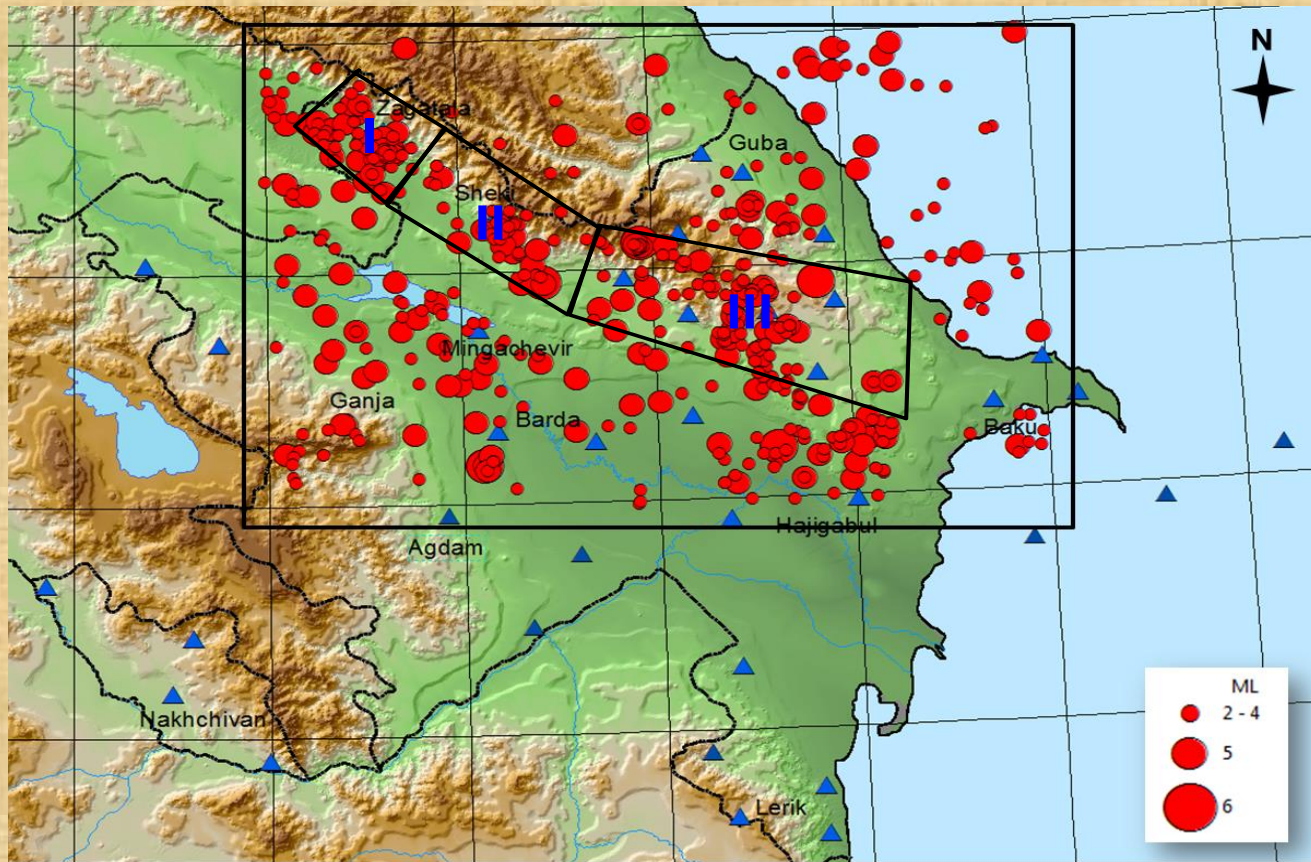 N
Zagatala
I
Guba
Sheki
II
III
Mingachevir
Ganja
Barda
Baku
Hajigabul
Agdam
Nakhchivan
Lerik
ML
2 - 4
5
6